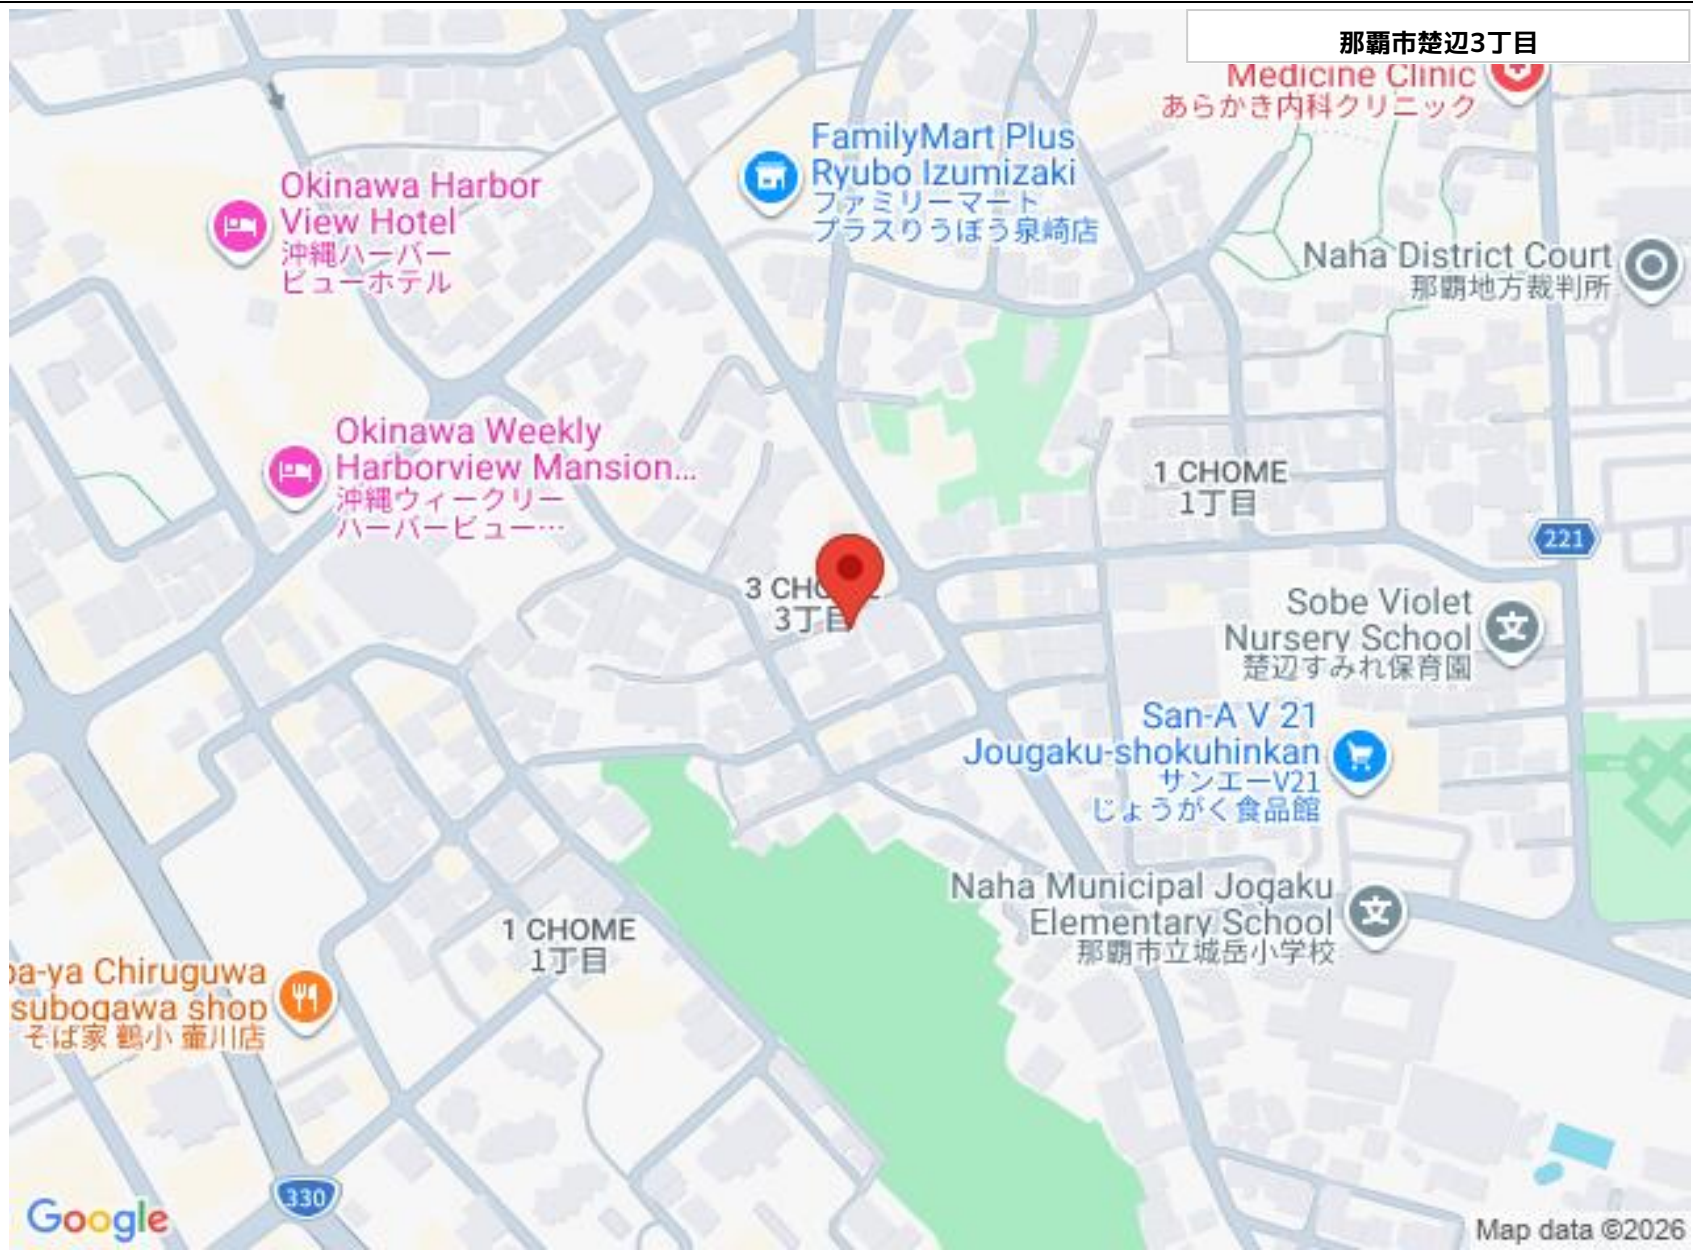 那覇市楚辺3丁目
Medicine Clinic
あらかき内科クリニック
FamilyMart Plus
Ryubo Izumizaki
ファミリーマート
プラスりうぼう泉崎店
Okinawa Harbor
View Hotel
沖縄ハーバー
ビューホテル
Naha District Court
那覇地方裁判所
Okinawa Weekly
Harborview Mansion...
沖縄ウィークリー
ハーバービュー…
1 CHOME
1丁目
221
3丁目
Sobe Violet
Nursery School
楚辺すみれ保育園
San-A V 21
Jougaku-shokuhinkan
サンエーV21
じょうがく食品館
Naha Municipal Jogaku
Elementary School
那覇市立城岳小学校
1 CHOME
1丁目
Chiruguwa
shop
そば家 鶴小 壷川店
330
Google
Map data ©2026